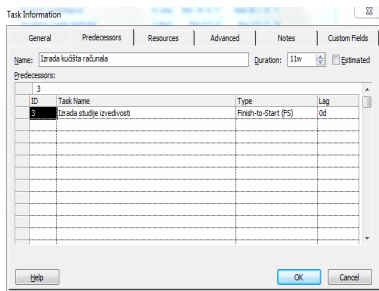 Task Information
General Predecessors Resources Advanced Notes Custom Fields
Name: Izrada kućišta računala Duration: 11w Estimated
Predecessors:
3
ID Task Name Type Lag
3 Izrada studije izvedivosti Finish-to-Start (FS) 0d
Help OK Cancel